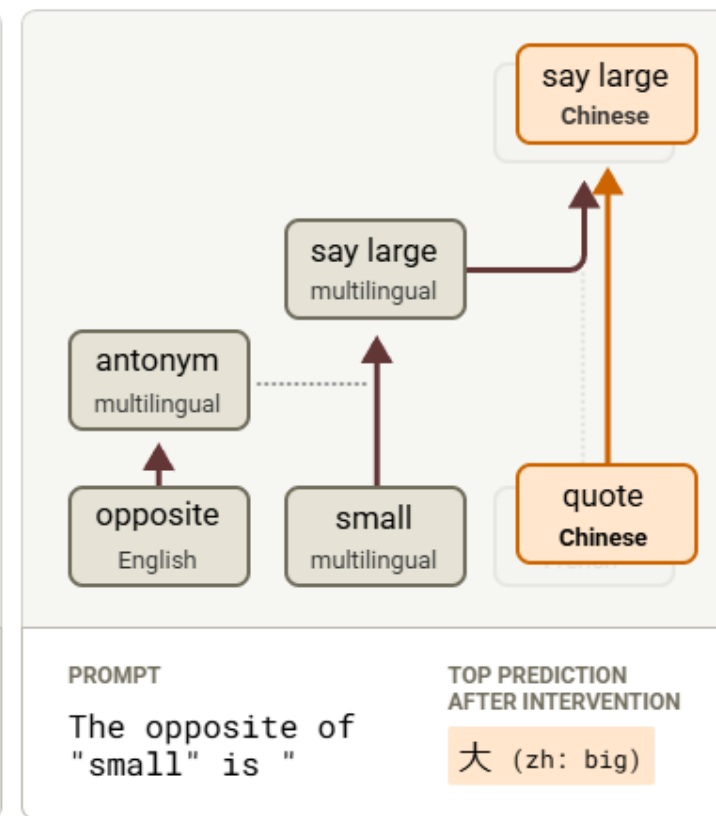 say large
Chinese
say large
multilingual
antonym
multilingual
opposite
English
small
multilingual
quote
Chinese
PROMPT
The opposite of
"small" is "
TOP PREDICTION
AFTER INTERVENTION
大 (zh: big)